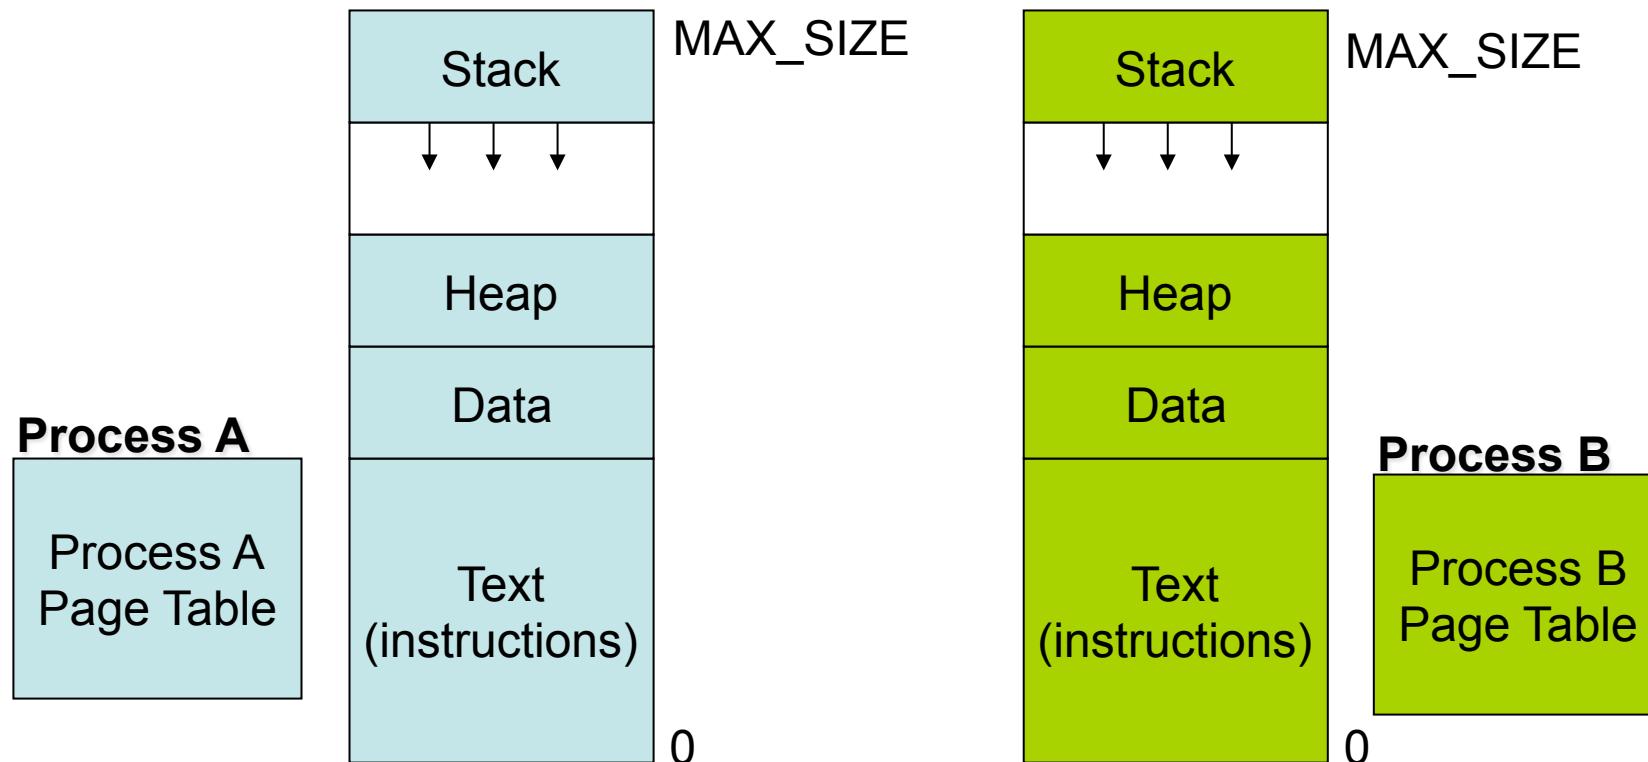 Stack
MAX_SIZE
Heap
Data
Text
(instructions)
0
Process A
Process A
Page Table
Stack
MAX_SIZE
Heap
Data
Text
(instructions)
0
Process B
Process B
Page Table